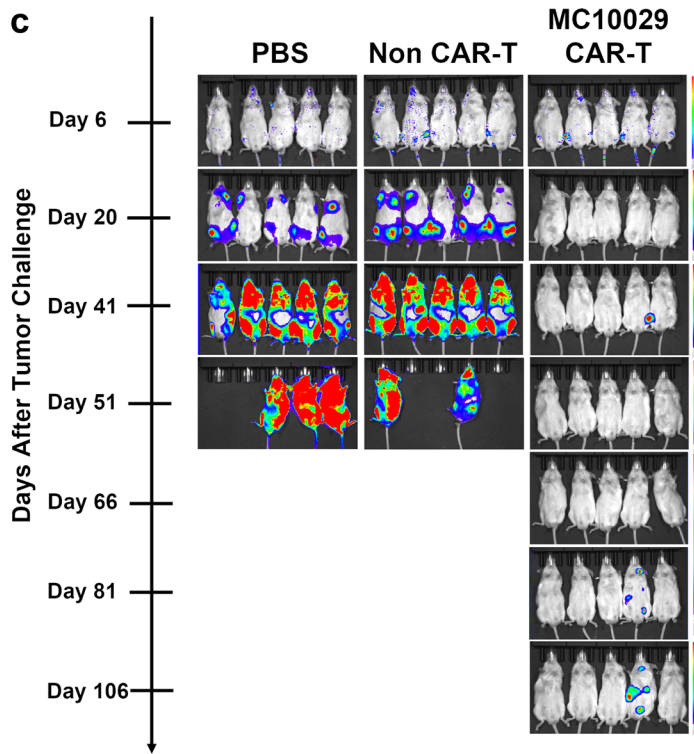 c
PBS
Non CAR-T
MC10029
CAR-T
Days After Tumor Challenge
Day 6
Day 20
Day 41
Day 51
Day 66
Day 81
Day 106